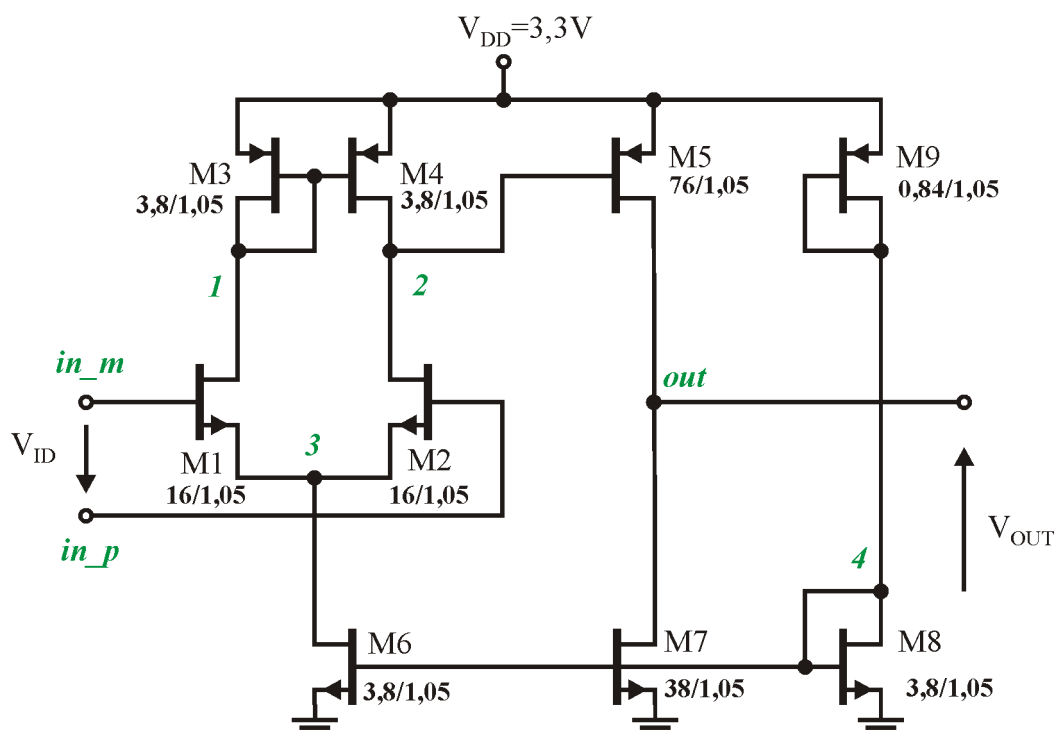 V_DD=3,3V
M3
3,8/1,05
M4
3,8/1,05
M5
76/1,05
M9
0,84/1,05
1
2
in_m
out
V_ID
M1
16/1,05
3
M2
16/1,05
in_p
4
V_OUT
M6
3,8/1,05
M7
38/1,05
M8
3,8/1,05